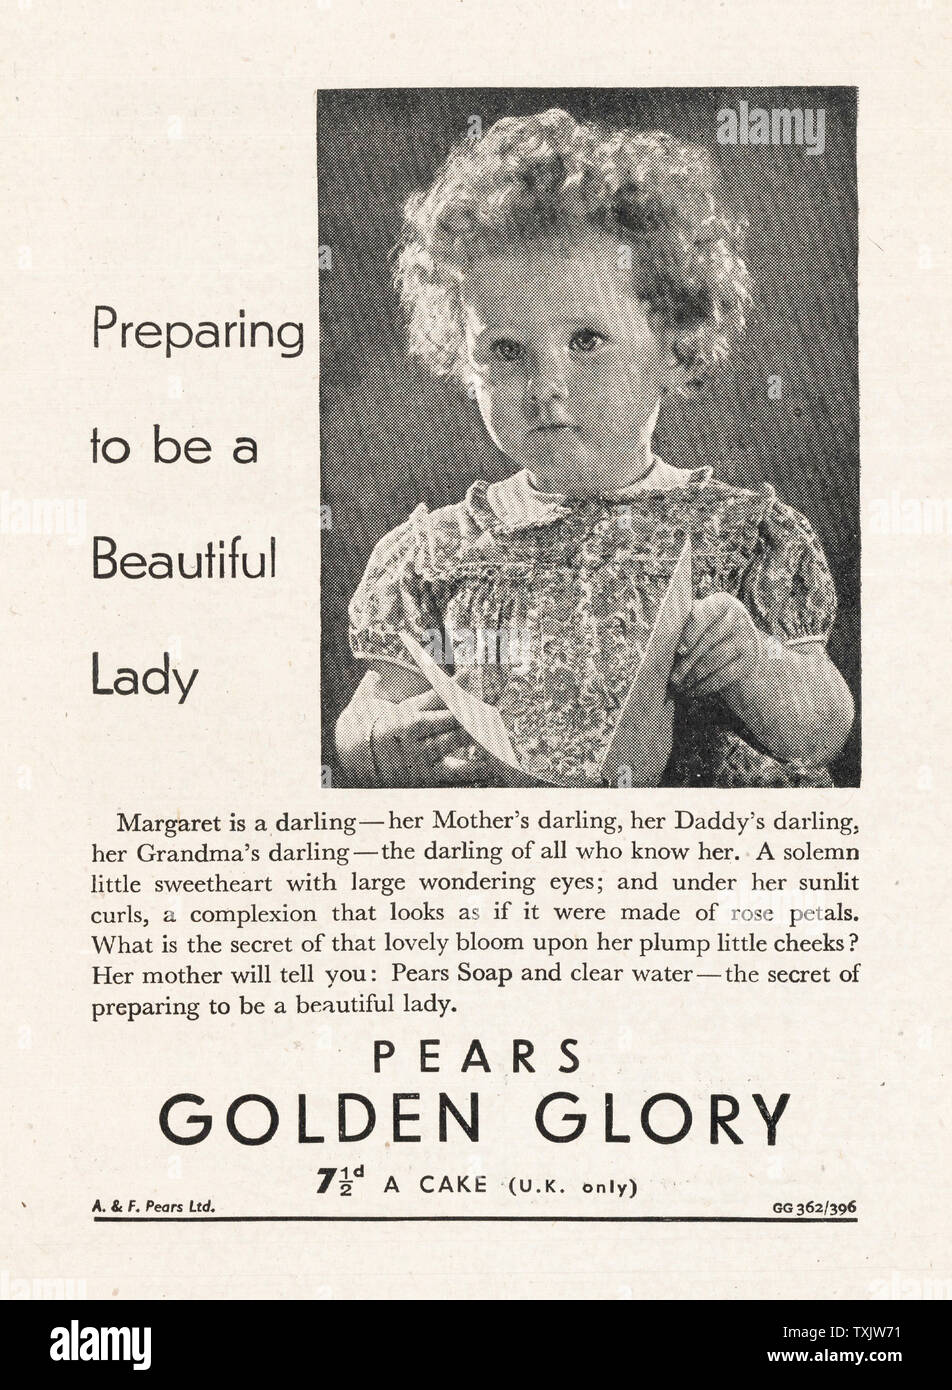 Preparing
to be a
Beautiful
Lady
Margaret is a darling—her Mother's darling, her Daddy's darling,
her Grandma's darling—the darling of all who know her. A solemn
little sweetheart with large wondering eyes; and under her sunlit
curls, a complexion that looks as if it were made of rose petals.
What is the secret of that lovely bloom upon her plump little cheeks?
Her mother will tell you: Pears Soap and clear water—the secret of
preparing to be a beautiful lady.
PEARS
GOLDEN GLORY
7½d A CAKE (U.K. only)
A. & F. Pears Ltd. GG 362/396
alamy
Image ID: TXJW71
www.alamy.com